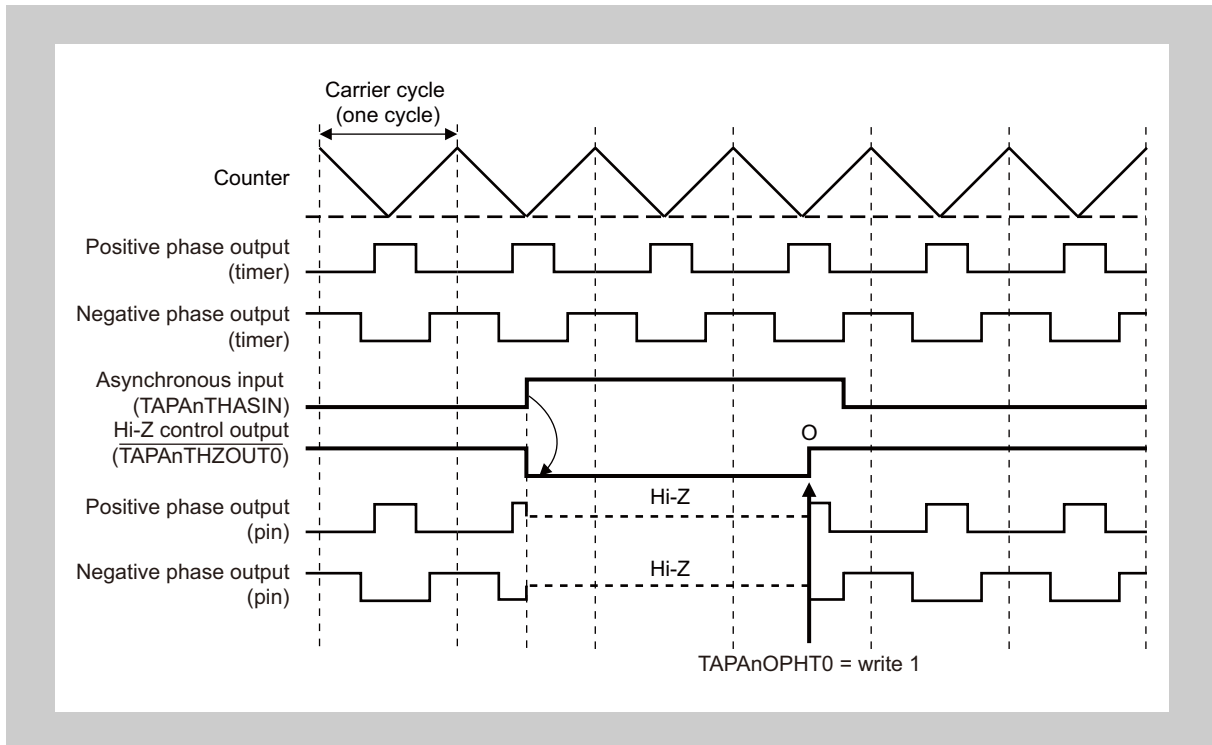 Carrier cycle
(one cycle)
Counter
Positive phase output
(timer)
Negative phase output
(timer)
Asynchronous input
(TAPAnTHASIN)
Hi-Z control output
(TAPAnTHZOUT0)
O
Positive phase output
(pin)
Hi-Z
Negative phase output
(pin)
Hi-Z
TAPAnOPHT0 = write 1